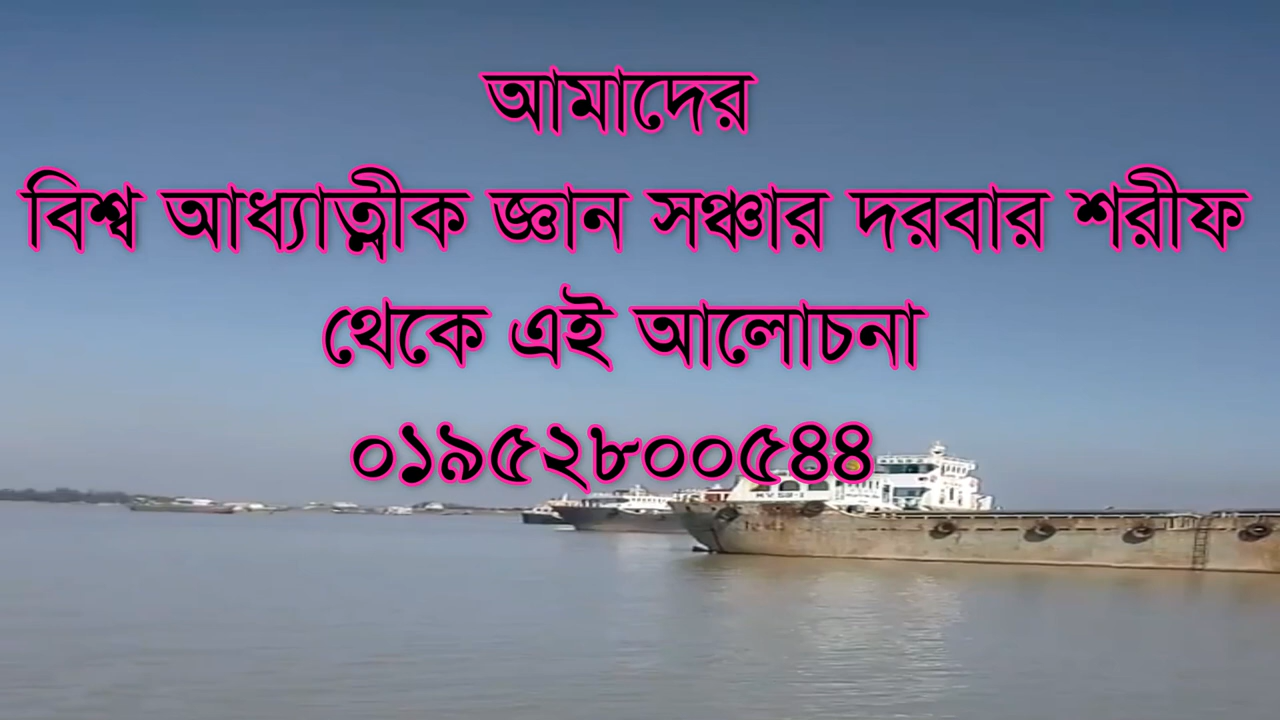 আমাদের
বিশ্ব আধ্যাত্নীক জ্ঞান সঞ্চার দরবার শরীফ
থেকে এই আলোচনা
০১৯৫২৮০০৫৪৪